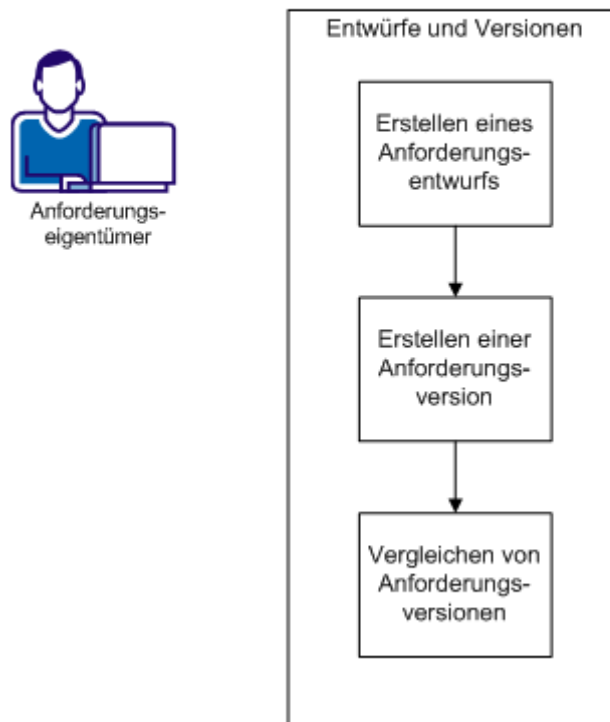 Entwürfe und Versionen
Anforderungs-
eigentümer
Erstellen eines
Anforderungs-
entwurfs
Erstellen einer
Anforderungs-
version
Vergleichen von
Anforderungs-
versionen